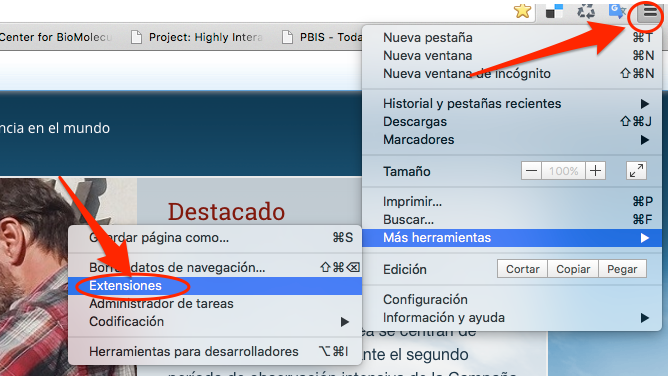 Center for BioMolecu
Project: Highly Intera
PBIS - Toda
Nueva pestaña ⌘T
Nueva ventana ⌘N
Nueva ventana de incógnito ⇧⌘N
Historial y pestañas recientes ▶
Descargas ⇧⌘J
Marcadores ▶
Tamaño − 100% +
Imprimir... ⌘P
Buscar... ⌘F
Más herramientas ▶
Edición Cortar Copiar Pegar
Configuración
Información y ayuda ▶
ncia en el mundo
Destacado
Guardar página como... ⌘S
Borrar datos de navegación... ⇧⌘⌫
Extensiones
Administrador de tareas
Codificación ▶
Herramientas para desarrolladores ⌥⌘I
a se centran de
ante el segundo
período de observación intensiva de la Campaña